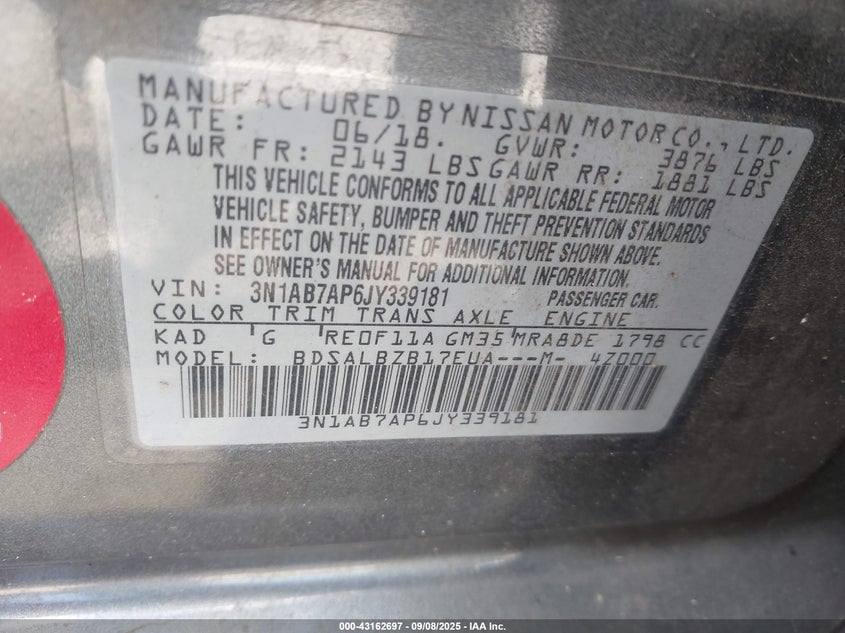 MANUFACTURED BY NISSAN MOTOR CO., LTD.
DATE: 06/18. GVWR: 3876 LBS
GAWR FR: 2143 LBS GAWR RR: 1881 LBS
THIS VEHICLE CONFORMS TO ALL APPLICABLE FEDERAL MOTOR
VEHICLE SAFETY, BUMPER AND THEFT PREVENTION STANDARDS
IN EFFECT ON THE DATE OF MANUFACTURE SHOWN ABOVE.
SEE OWNER'S MANUAL FOR ADDITIONAL INFORMATION.
VIN: 3N1AB7AP6JY339181 PASSENGER CAR.
COLOR TRIM TRANS AXLE ENGINE
KAD G RE0F11A GM35 MRA8DE 1798 CC
MODEL: BDSALBZB17EUA---M- 4Z000
3N1AB7AP6JY339181
000-43162697 - 09/08/2025 - IAA Inc.